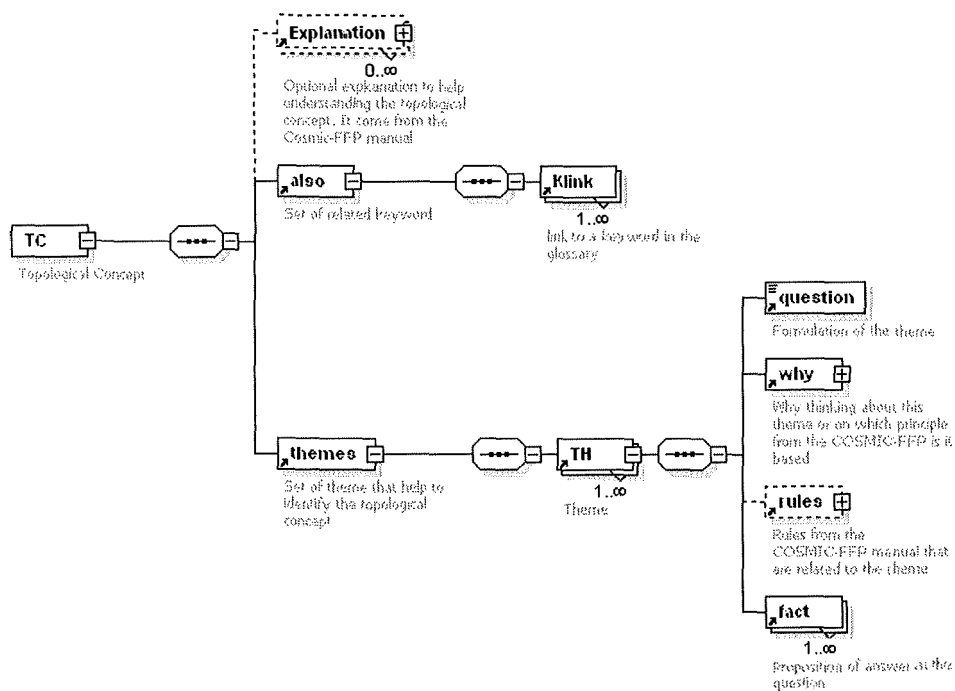 Explanation
0..∞
Optional expkanation to help
understanding the topological
concept. It come from the
Cosmic-FFP manual
also
Set of related keyword
Klink
1..∞
link to a keyword in the
glossary
TC
Topological Concept
question
Formulation of the theme
why
Why thinking about this
theme or on which principle
from the COSMIC-FFP is it
based
themes
Set of theme that help to
identify the topological
concept
TH
1..∞
Theme
rules
Rules from the
COSMIC-FFP manual that
are related to the theme
fact
1..∞
Proposition of answer at the
question